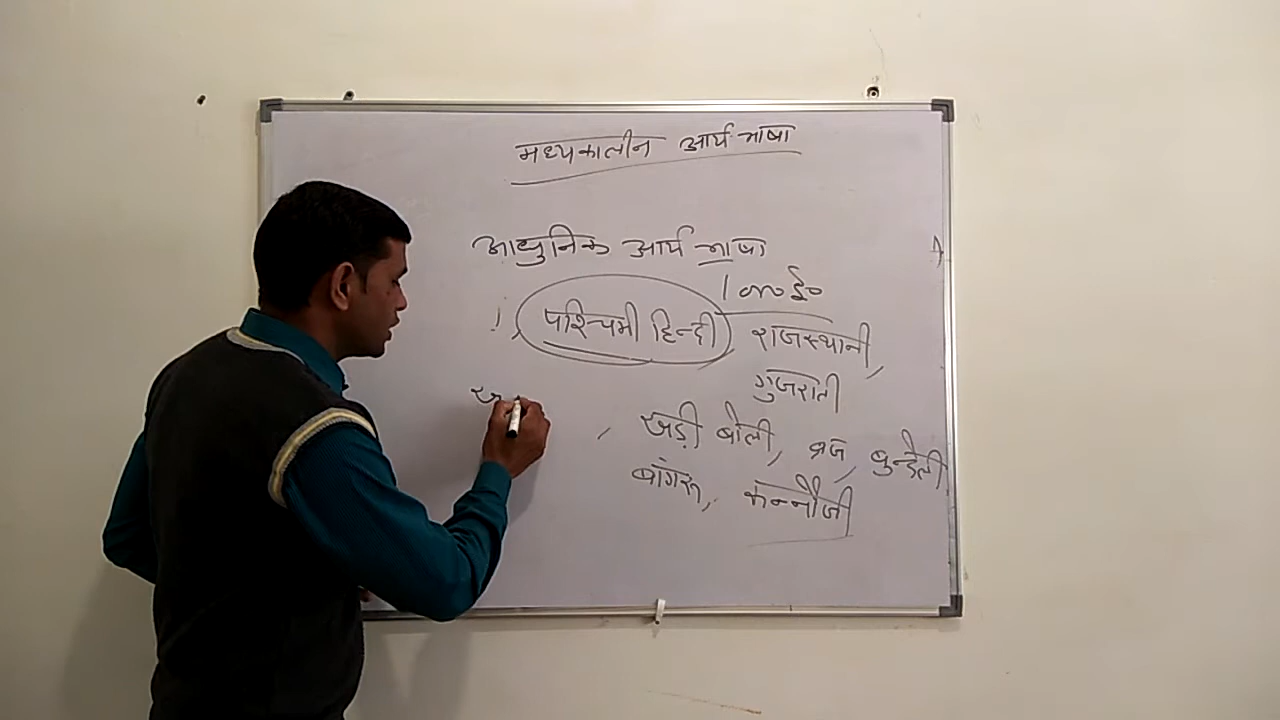 मध्यकालीन आर्य भाषा
आधुनिक आर्य भाषा
1000 ई०
पश्चिमी हिन्दी, राजस्थानी,
गुजराती
ख
खड़ी बोली, ब्रज, बुन्देली
बांगरू, कन्नौजी